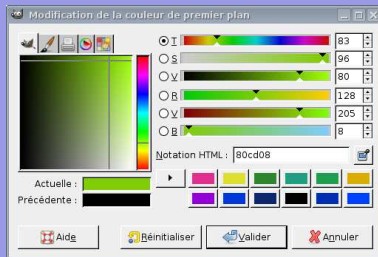 Modification de la couleur de premier plan
T 83
S 96
V 80
R 128
V 205
B 8
Notation HTML : 80cd08
Actuelle :
Précédente :
Aide
Réinitialiser
Valider
Annuler